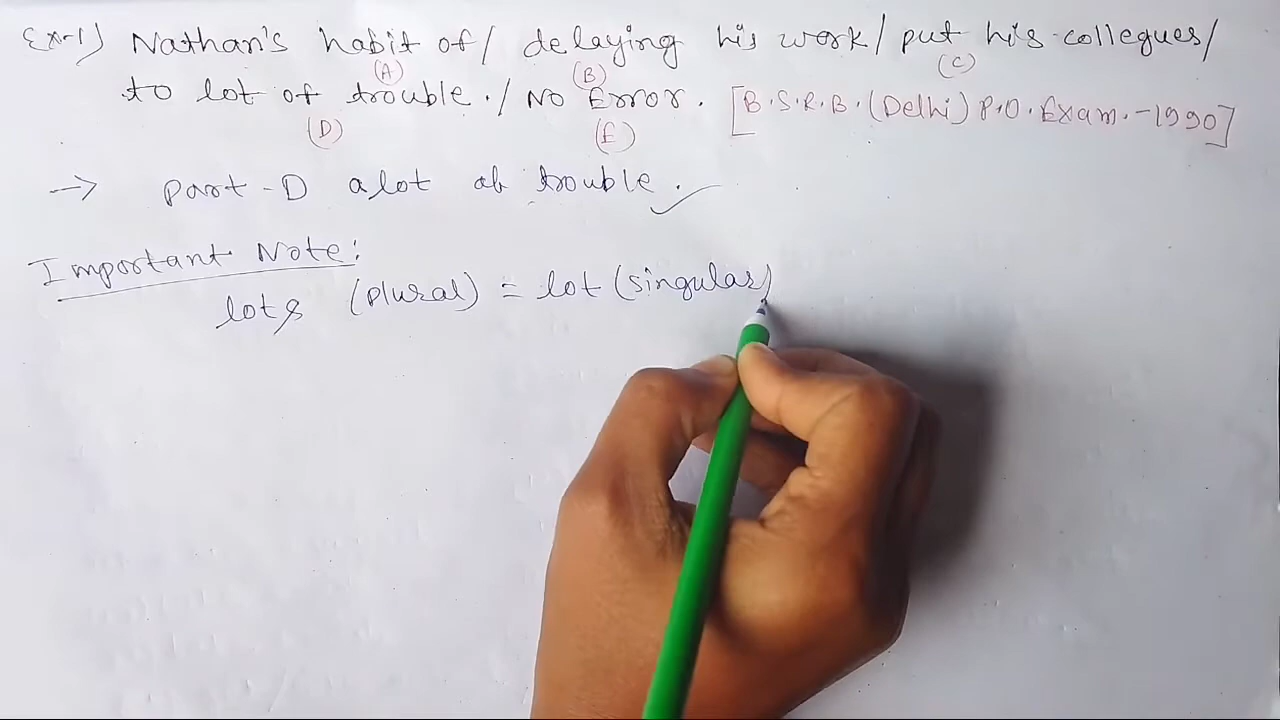 Ex-1) Nathan's habit of/ delaying his work/ put his collegues/
(A) (B) (C)
to lot of trouble./ No Error. [B.S.R.B. (Delhi) P.O. Exam.-1990]
(D) (E)
→ Part-D a lot of trouble.
Important Note:
lots (plural) = lot (singular)